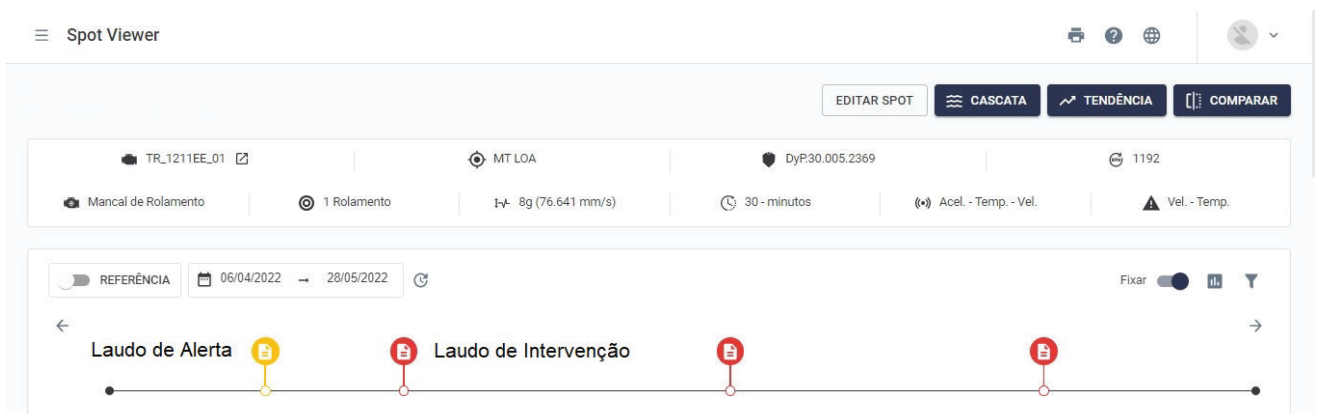 Spot Viewer
EDITAR SPOT CASCATA TENDÊNCIA COMPARAR
TR_1211EE_01 MT LOA DyP.30.005.2369 1192
Mancal de Rolamento 1 Rolamento 8g (76.641 mm/s) 30 - minutos Acel. - Temp. - Vel. Vel. - Temp.
REFERÊNCIA 06/04/2022 → 28/05/2022 Fixar
Laudo de Alerta Laudo de Intervenção